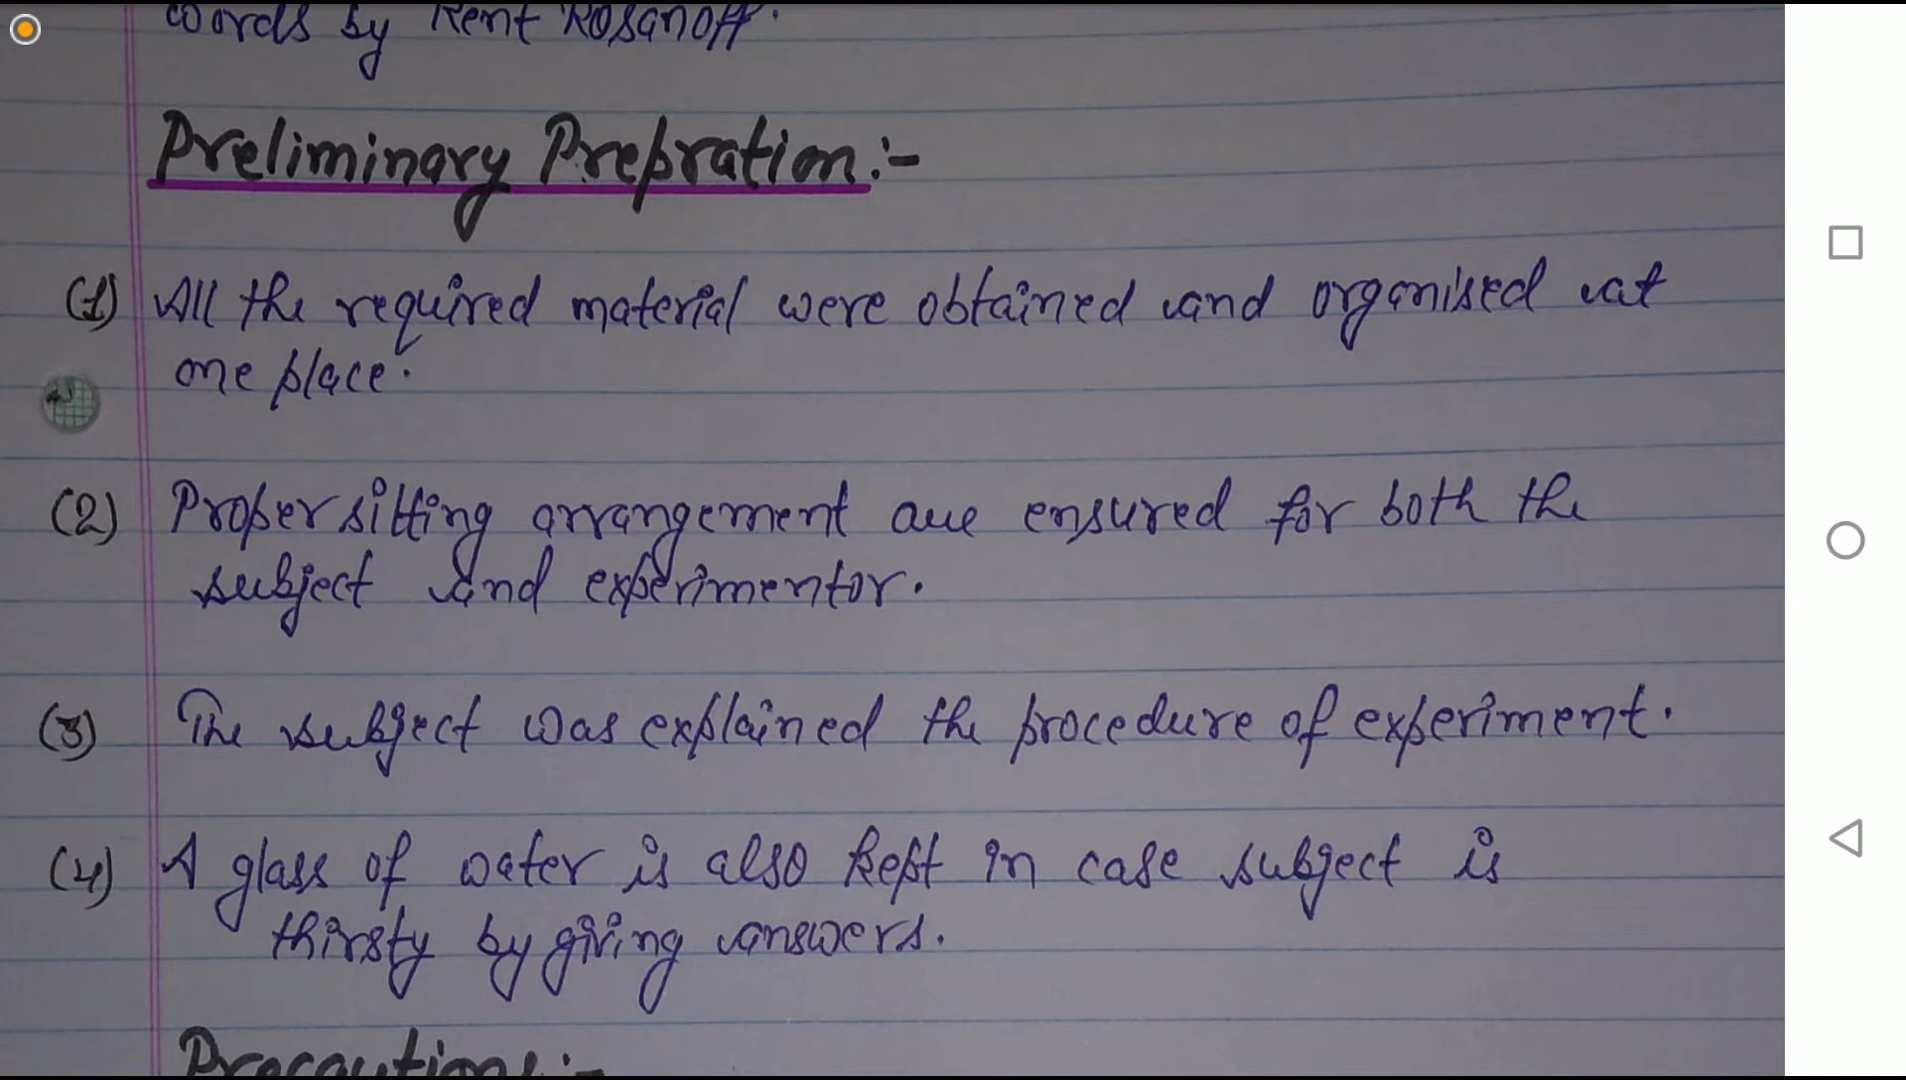 words by Kent Rosanoff.
Preliminary Prepration:-
(1) All the required material were obtained and organised at
one place.
(2) Proper sitting arrangement are ensured for both the
subject and experimentor.
(3) The subject was explained the procedure of experiment.
(4) A glass of water is also kept in case subject is
thirsty by giving answers.
Precautions:-